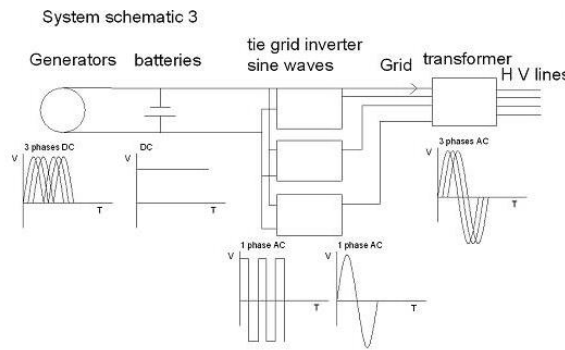 System schematic 3
tie grid inverter
sine waves
Generators batteries Grid transformer
H V lines
3 phases DC
V
T
DC
V
T
3 phases AC
V
T
1 phase AC
V
T
1 phase AC
V
T